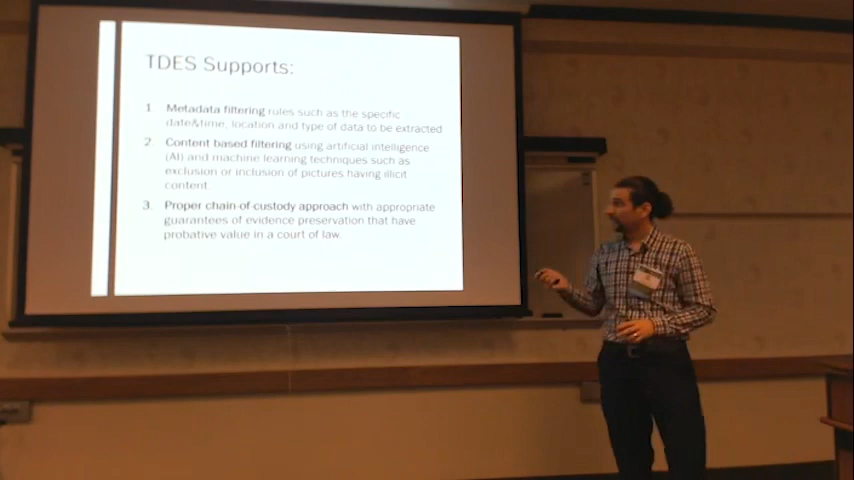 TDES Supports:
1 Metadata filtering rules such as the specific
date&time, location and type of data to be extracted
2. Content based filtering using artificial intelligence
(AI) and machine learning techniques such as
exclusion or inclusion of pictures having illicit
content
3. Proper chain of custody approach with appropriate
guarantees of evidence preservation that have
probative value in a court of law